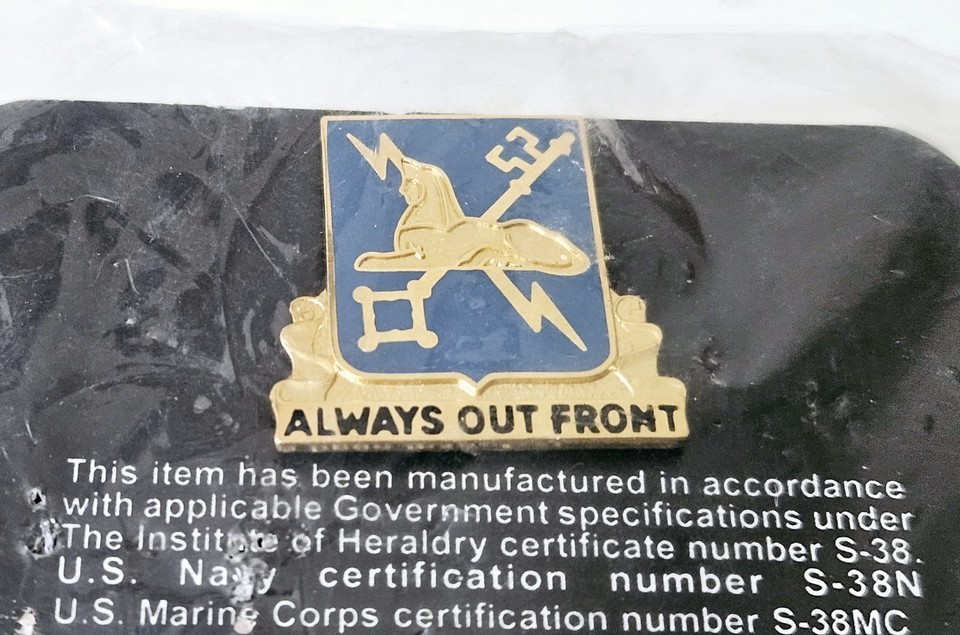 ALWAYS OUT FRONT
This item has been manufactured in accordance
with applicable Government specifications under
The Institute of Heraldry certificate number S-38.
U.S. Navy certification number S-38N
U.S. Marine Corps certification number S-38MC